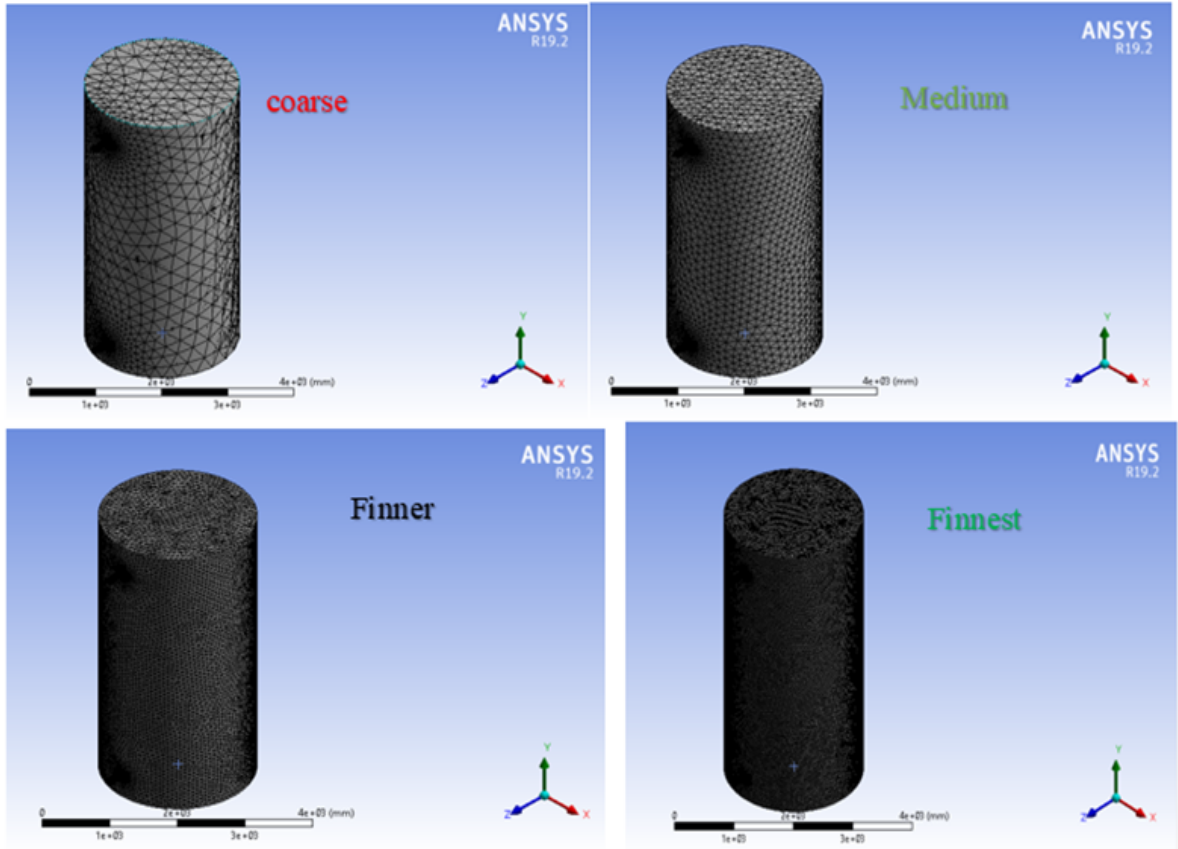 ANSYS
R19.2
coarse
Y
Z
X
0
2e+03
4e+03 (mm)
1e+03
3e+03
ANSYS
R19.2
Medium
Y
Z
X
0
2e+03
4e+03 (mm)
1e+03
3e+03
ANSYS
R19.2
Finner
Y
Z
X
0
2e+03
4e+03 (mm)
1e+03
3e+03
ANSYS
R19.2
Finnest
Y
Z
X
0
2e+03
4e+03 (mm)
1e+03
3e+03